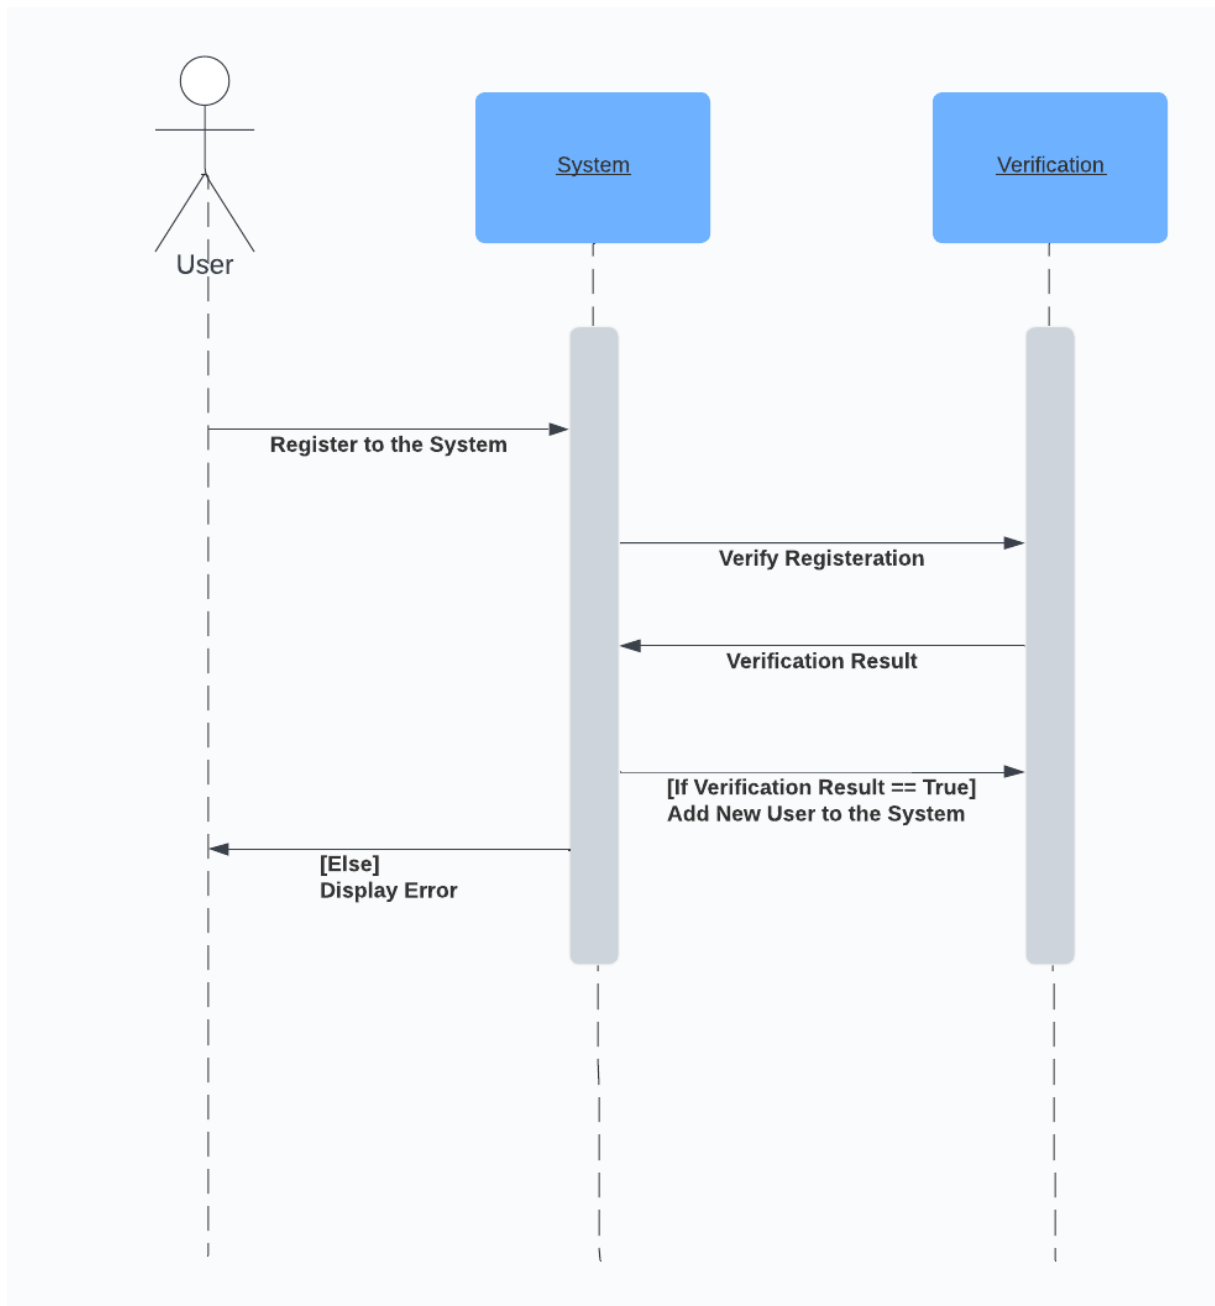 User
System
Verification
Register to the System
Verify Registeration
Verification Result
[If Verification Result == True]
Add New User to the System
[Else]
Display Error